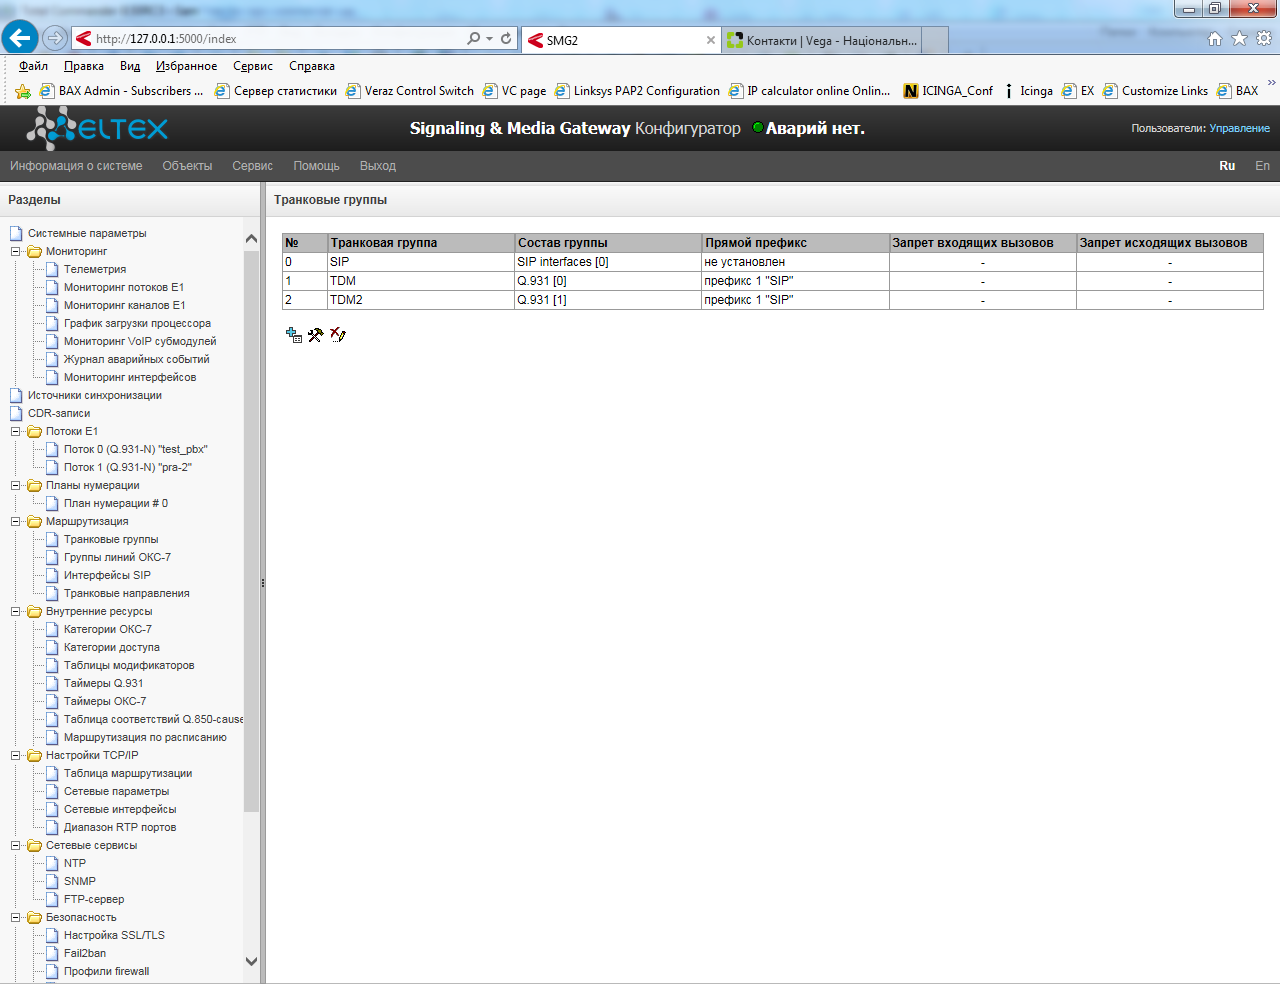 http://127.0.0.1:5000/index
SMG2
Контакти | Vega - Національн...
Файл Правка Вид Избранное Сервис Справка
BAX Admin - Subscribers ... Сервер статистики Veraz Control Switch VC page Linksys PAP2 Configuration IP calculator online Onlin... ICINGA_Conf Icinga EX Customize Links BAX
ELTEX
Signaling & Media Gateway Конфигуратор Аварий нет.
Пользователи: Управление
Информация о системе Объекты Сервис Помощь Выход Ru En
Разделы
Системные параметры
Мониторинг
Телеметрия
Мониторинг потоков E1
Мониторинг каналов E1
График загрузки процессора
Мониторинг VoIP субмодулей
Журнал аварийных событий
Мониторинг интерфейсов
Источники синхронизации
CDR-записи
Потоки E1
Поток 0 (Q.931-N) "test_pbx"
Поток 1 (Q.931-N) "pra-2"
Планы нумерации
План нумерации # 0
Маршрутизация
Транковые группы
Группы линий ОКС-7
Интерфейсы SIP
Транковые направления
Внутренние ресурсы
Категории ОКС-7
Категории доступа
Таблицы модификаторов
Таймеры Q.931
Таймеры ОКС-7
Таблица соответствий Q.850-cause
Маршрутизация по расписанию
Настройки TCP/IP
Таблица маршрутизации
Сетевые параметры
Сетевые интерфейсы
Диапазон RTP портов
Сетевые сервисы
NTP
SNMP
FTP-сервер
Безопасность
Настройка SSL/TLS
Fail2ban
Профили firewall
Транковые группы
№ Транковая группа Состав группы Прямой префикс Запрет входящих вызовов Запрет исходящих вызовов
0 SIP SIP interfaces [0] не установлен - -
1 TDM Q.931 [0] префикс 1 "SIP" - -
2 TDM2 Q.931 [1] префикс 1 "SIP" - -